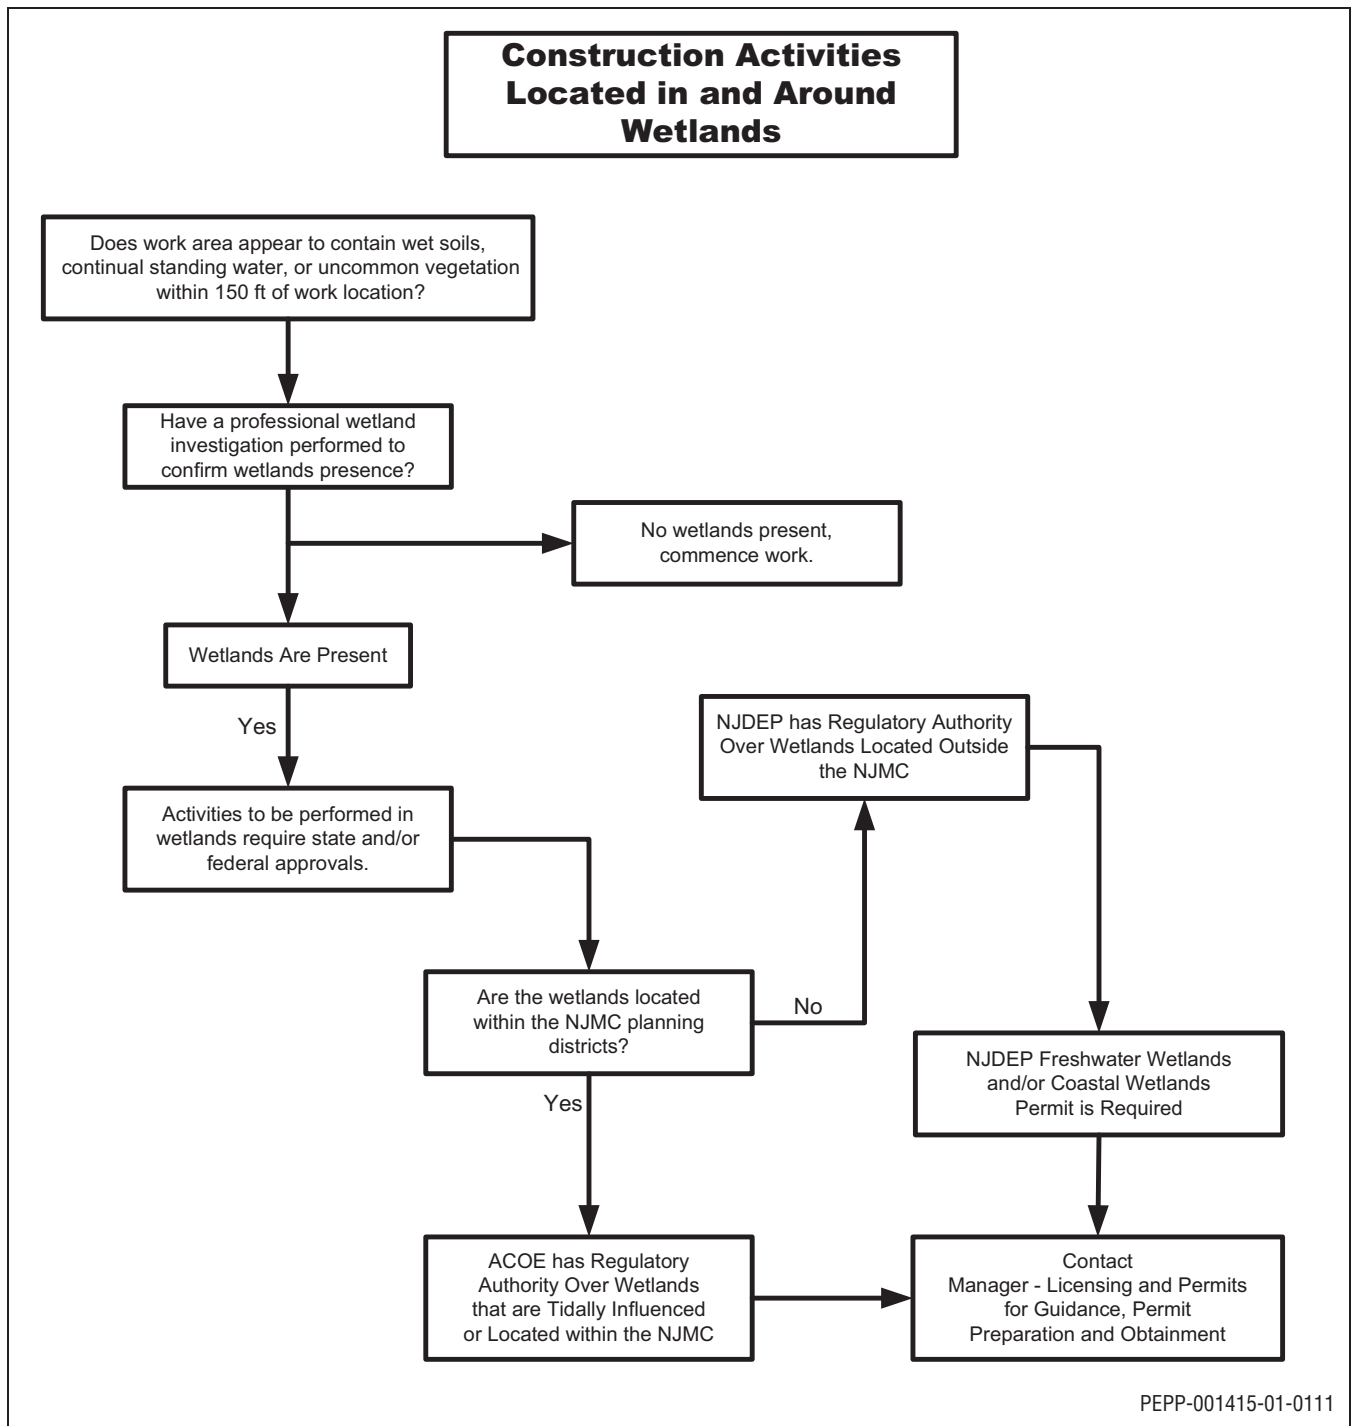 Construction Activities
Located in and Around
Wetlands
Does work area appear to contain wet soils,
continual standing water, or uncommon vegetation
within 150 ft of work location?
Have a professional wetland
investigation performed to
confirm wetlands presence?
No wetlands present,
commence work.
Wetlands Are Present
Yes
Activities to be performed in
wetlands require state and/or
federal approvals.
NJDEP has Regulatory Authority
Over Wetlands Located Outside
the NJMC
Are the wetlands located
within the NJMC planning
districts?
No
Yes
NJDEP Freshwater Wetlands
and/or Coastal Wetlands
Permit is Required
ACOE has Regulatory
Authority Over Wetlands
that are Tidally Influenced
or Located within the NJMC
Contact
Manager - Licensing and Permits
for Guidance, Permit
Preparation and Obtainment
PEPP-001415-01-0111